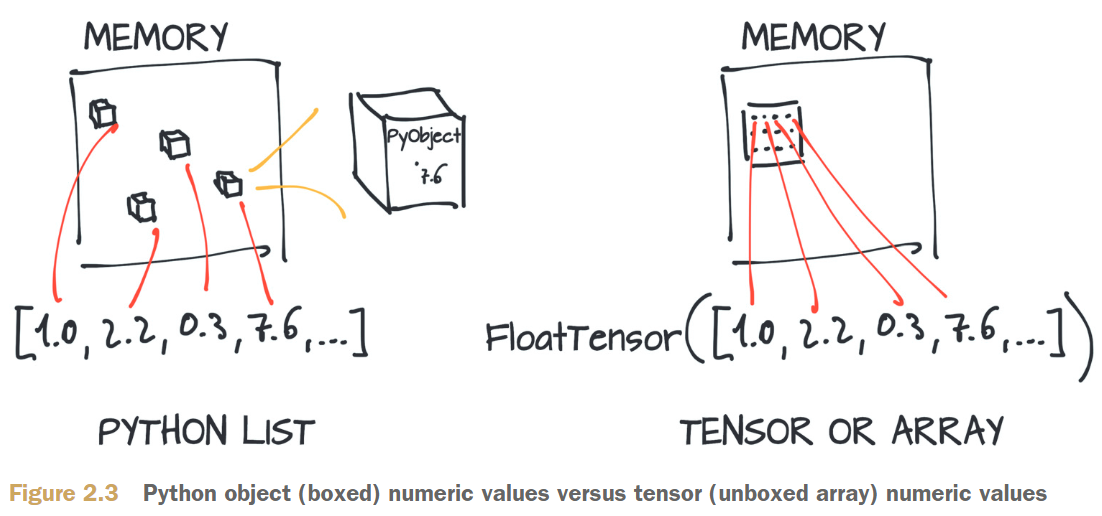 MEMORY
PyObject
7.6
[1.0, 2.2, 0.3, 7.6, ...]
PYTHON LIST
MEMORY
FloatTensor([1.0, 2.2, 0.3, 7.6, ...])
TENSOR OR ARRAY
Figure 2.3 Python object (boxed) numeric values versus tensor (unboxed array) numeric values